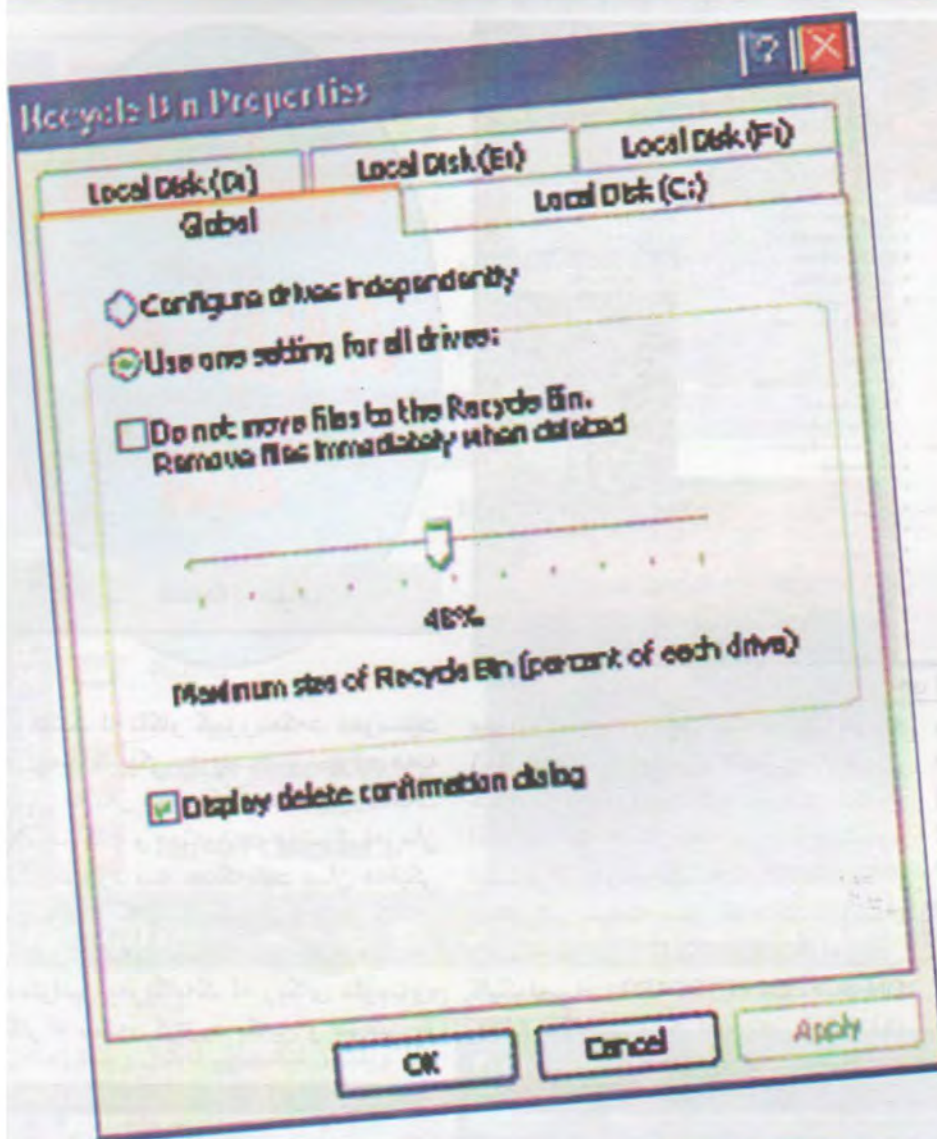 Recycle Bin Properties
Local Disk (D:)
Local Disk (E:)
Local Disk (F:)
Global
Local Disk (C:)
Configure drives independently
Use one setting for all drives:
Do not move files to the Recycle Bin.
Remove files immediately when deleted
Maximum size of Recycle Bin (percent of each drive)
Display delete confirmation dialog
OK
Cancel
Apply